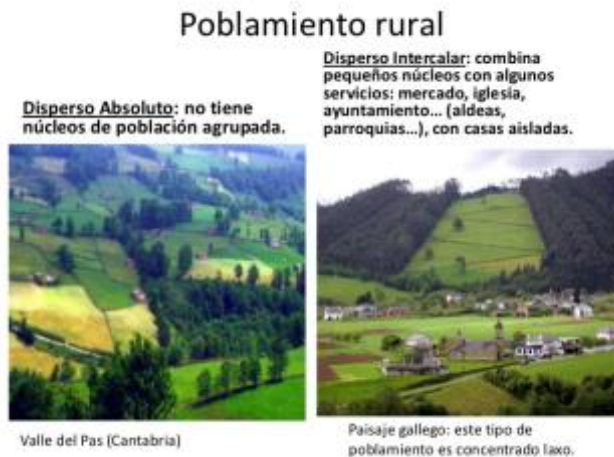 Poblamiento rural
Disperso Absoluto: no tiene
núcleos de población agrupada.
Disperso Intercalar: combina
pequeños núcleos con algunos
servicios: mercado, iglesia,
ayuntamiento... (aldeas,
parroquias...), con casas aisladas.
Valle del Pas (Cantabria)
Paisaje gallego: este tipo de
poblamiento es concentrado laxo.